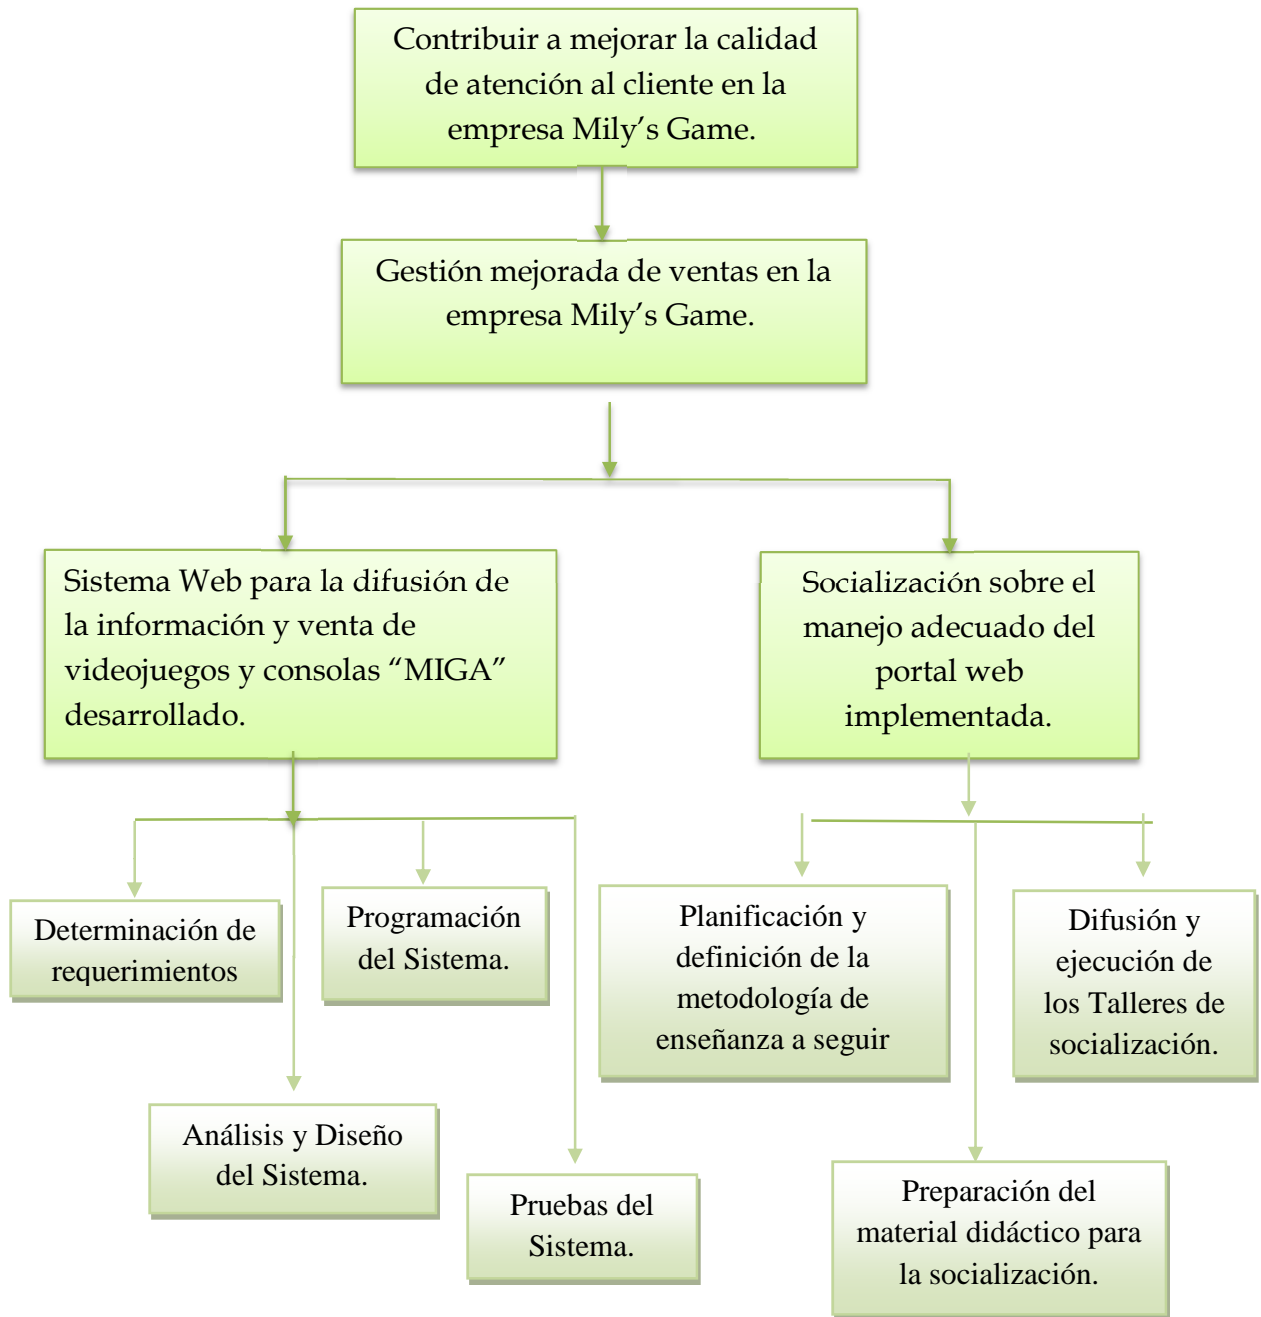 Contribuir a mejorar la calidad
de atención al cliente en la
empresa Mily’s Game.
Gestión mejorada de ventas en la
empresa Mily’s Game.
Sistema Web para la difusión de
la información y venta de
videojuegos y consolas “MIGA”
desarrollado.
Socialización sobre el
manejo adecuado del
portal web
implementada.
Determinación de
requerimientos
Programación
del Sistema.
Planificación y
definición de la
metodología de
enseñanza a seguir
Difusión y
ejecución de
los Talleres de
socialización.
Análisis y Diseño
del Sistema.
Pruebas del
Sistema.
Preparación del
material didáctico para
la socialización.